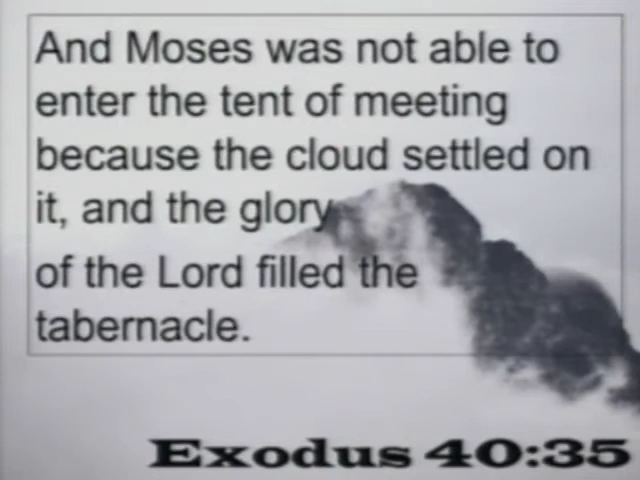 And Moses was not able to
enter the tent of meeting
because the cloud settled on
it, and the glory
of the Lord filled the
tabernacle.
Exodus 40:35